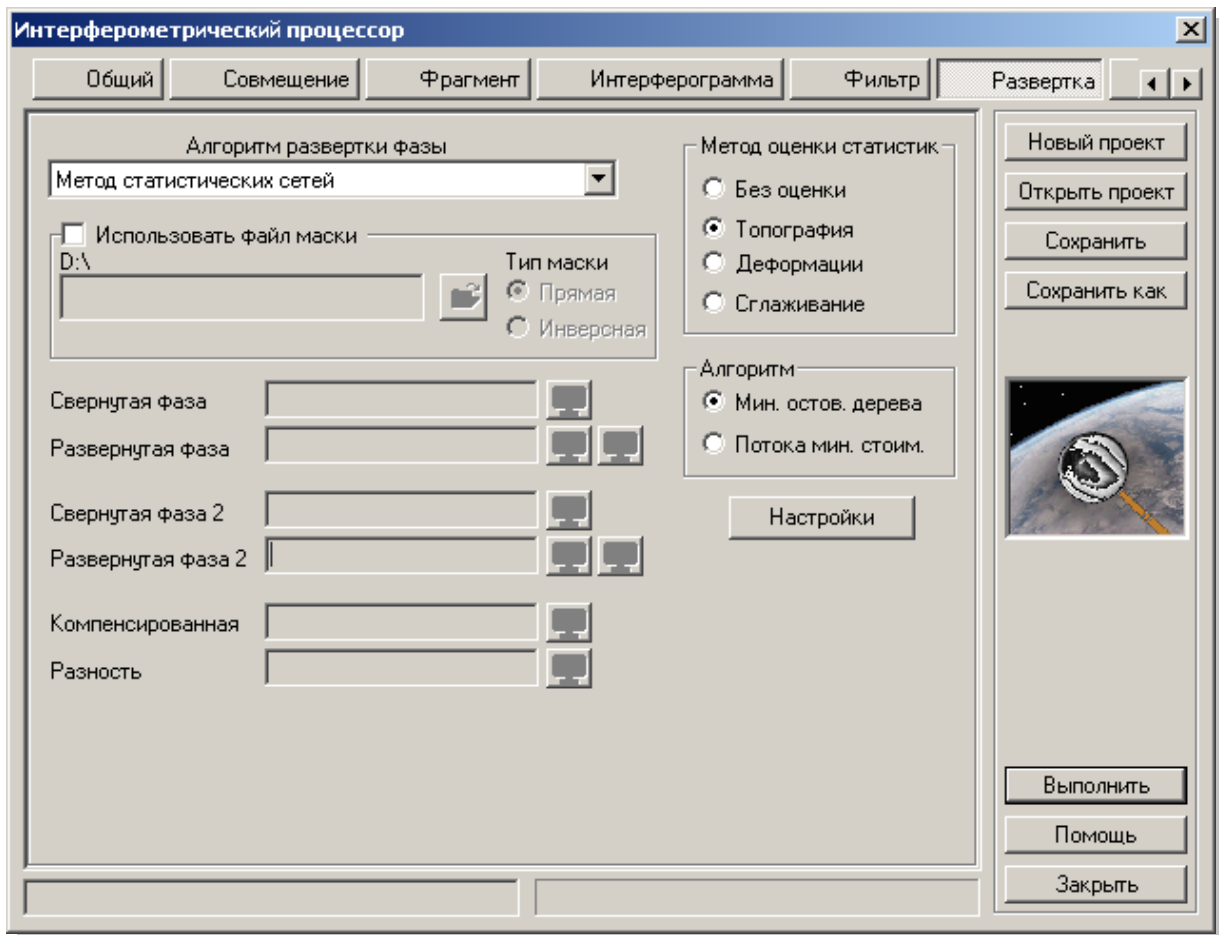 Интерферометрический процессор
Общий Совмещение Фрагмент Интерферограмма Фильтр Развертка
Алгоритм развертки фазы
Метод статистических сетей
Использовать файл маски
D:\
Тип маски
Прямая
Инверсная
Свернутая фаза
Развернутая фаза
Свернутая фаза 2
Развернутая фаза 2
Компенсированная
Разность
Метод оценки статистик
Без оценки
Топография
Деформации
Сглаживание
Алгоритм
Мин. остов. дерева
Потока мин. стоим.
Настройки
Новый проект
Открыть проект
Сохранить
Сохранить как
Выполнить
Помощь
Закрыть